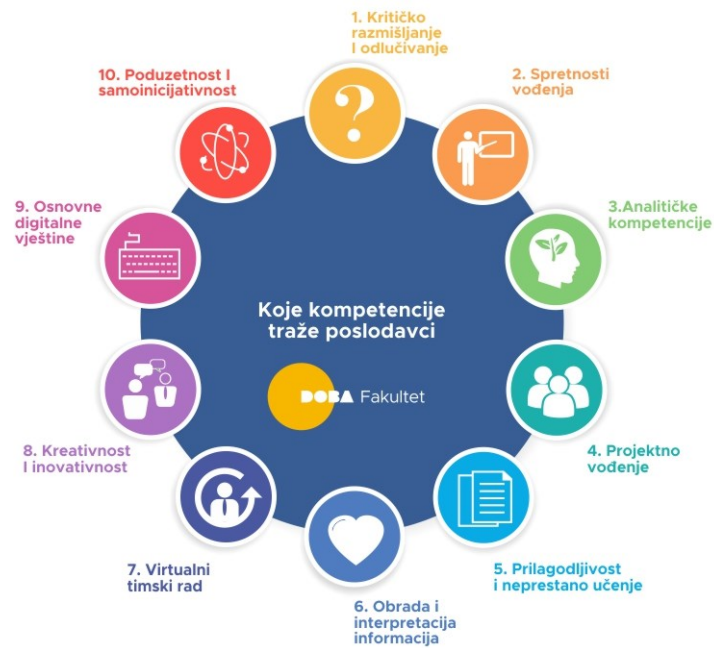 1. Kritičko
razmišljanje
I odlučivanje
2. Spretnosti
vođenja
3.Analitičke
kompetencije
4. Projektno
vođenje
5. Prilagodljivost
i neprestano učenje
6. Obrada i
interpretacija
informacija
7. Virtualni
timski rad
8. Kreativnost
I inovativnost
9. Osnovne
digitalne
vještine
10. Poduzetnost I
samoinicijativnost
Koje kompetencije
traže poslodavci
DOBA Fakultet